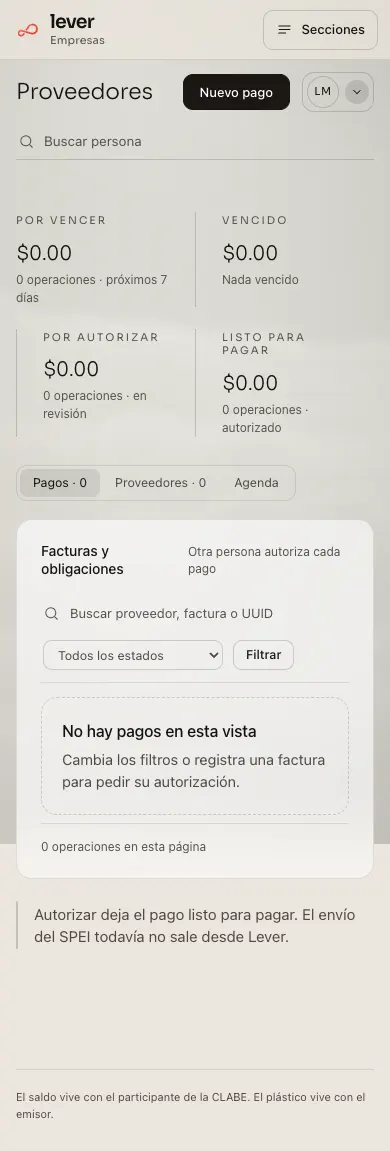 lever
Empresas
Secciones
Proveedores
Nuevo pago
LM
Buscar persona
POR VENCER
$0.00
0 operaciones · próximos 7
días
VENCIDO
$0.00
Nada vencido
POR AUTORIZAR
$0.00
0 operaciones · en
revisión
LISTO PARA
PAGAR
$0.00
0 operaciones ·
autorizado
Pagos · 0
Proveedores · 0
Agenda
Facturas y
obligaciones
Otra persona autoriza cada
pago
Buscar proveedor, factura o UUID
Todos los estados
Filtrar
No hay pagos en esta vista
Cambia los filtros o registra una factura
para pedir su autorización.
0 operaciones en esta página
Autorizar deja el pago listo para pagar. El envío
del SPEI todavía no sale desde Lever.
El saldo vive con el participante de la CLABE. El plástico vive con el
emisor.